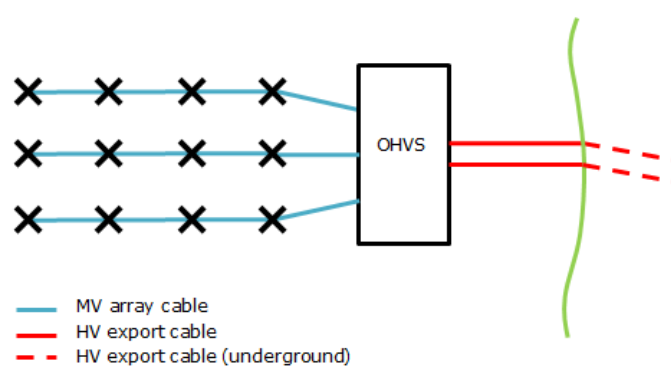 OHVS
MV array cable
HV export cable
HV export cable (underground)